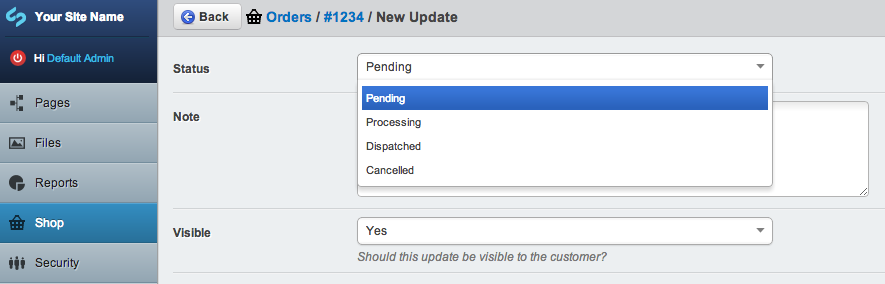 Your Site Name
Back Orders / #1234 / New Update
Hi Default Admin
Pages
Files
Reports
Shop
Security
Status
Pending
Pending
Processing
Dispatched
Cancelled
Note
Visible
Yes
Should this update be visible to the customer?